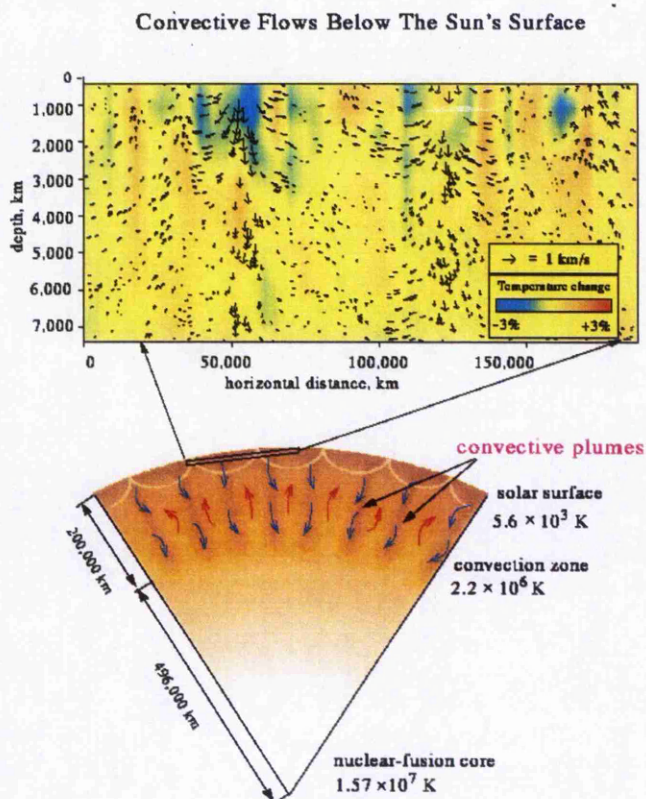 Convective Flows Below The Sun's Surface
0
1,000
2,000
3,000
4,000
5,000
6,000
7,000
depth, km
→ = 1 km/s
Temperature change
-3% +3%
0 50,000 100,000 150,000
horizontal distance, km
convective plumes
solar surface
5.6 × 10³ K
convection zone
2.2 × 10⁶ K
200,000 km
496,000 km
nuclear-fusion core
1.57 × 10⁷ K